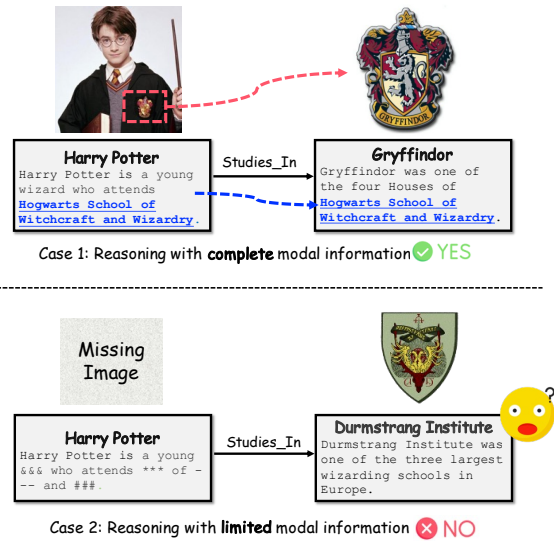 GRYFFINDOR
Harry Potter
Harry Potter is a young
wizard who attends
Hogwarts School of
Witchcraft and Wizardry.
Studies_In
Gryffindor
Gryffindor was one of
the four Houses of
Hogwarts School of
Witchcraft and Wizardry.
Case 1: Reasoning with complete modal information YES
Missing
Image
Harry Potter
Harry Potter is a young
&&& who attends *** of -
-- and ###.
Studies_In
?
Durmstrang Institute
Durmstrang Institute was
one of the three largest
wizarding schools in
Europe.
Case 2: Reasoning with limited modal information NO